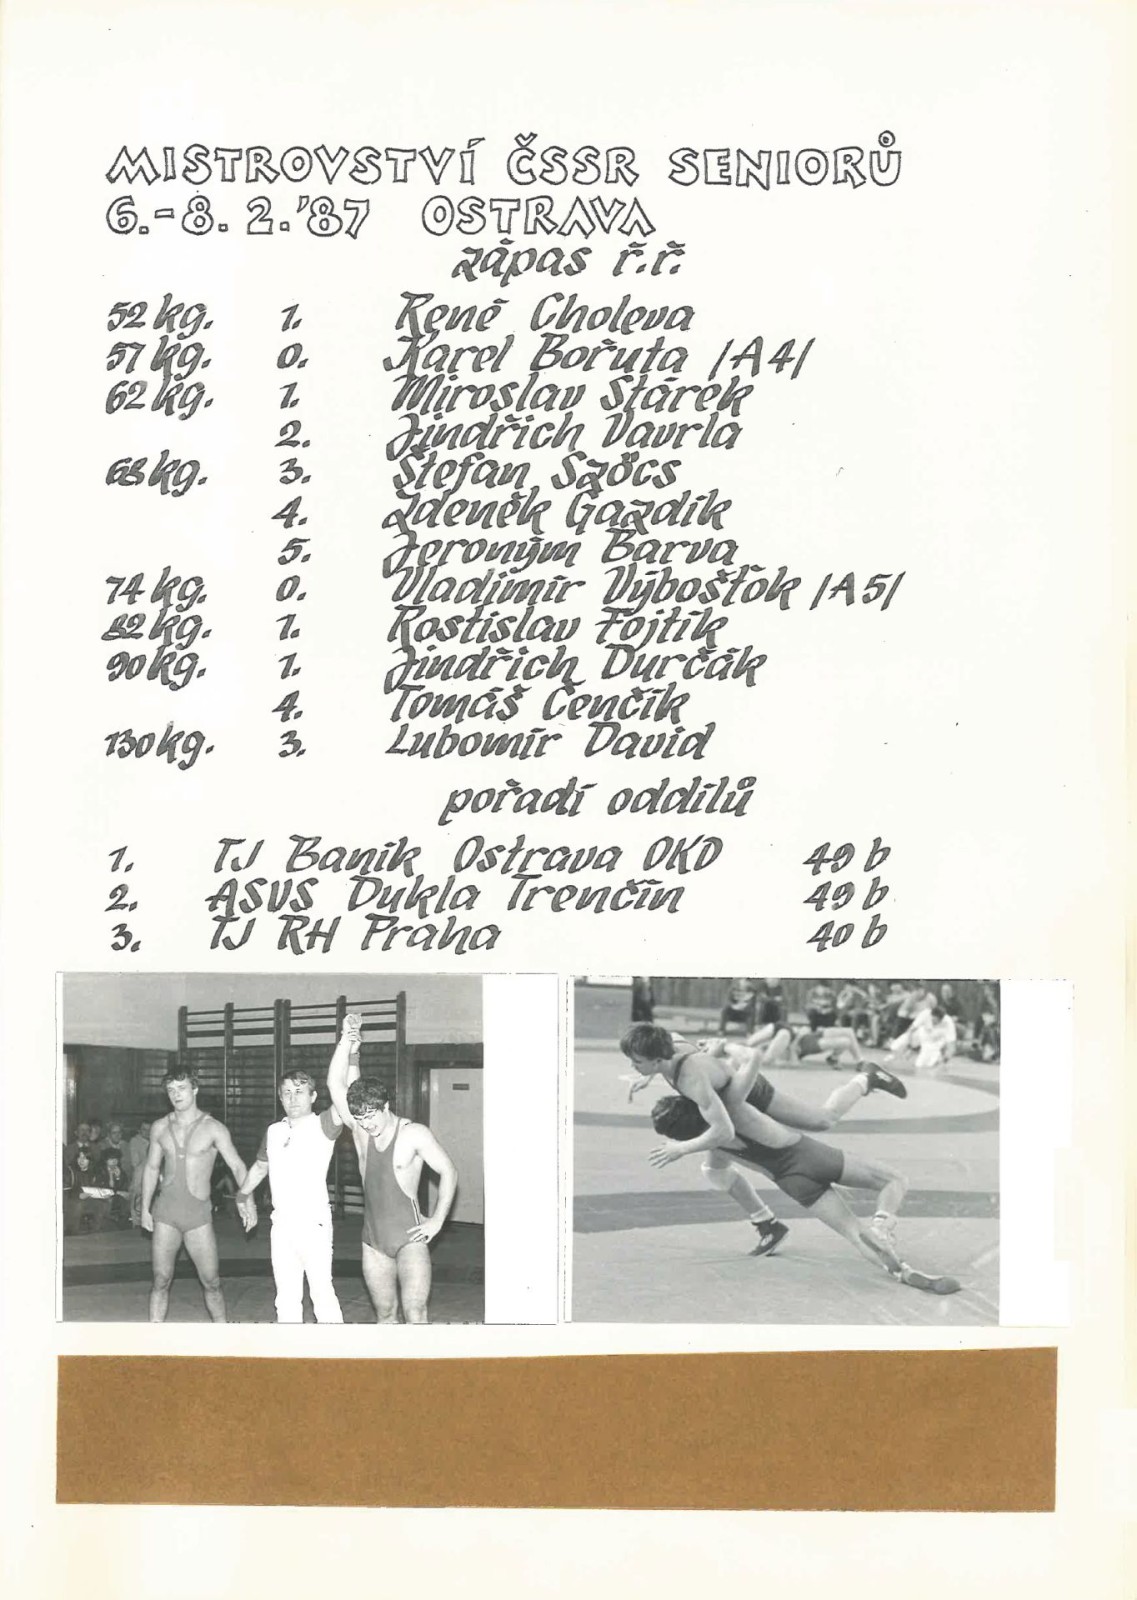 MISTROVSTVÍ ČSSR SENIORŮ
6.-8. 2.'87 OSTRAVA
zápas ř.ř.
52 kg. 1. René Choleva
57 kg. 0. Karel Bořuta /A4/
62 kg. 1. Miroslav Stárek
2. Jindřich Vavrla
68 kg. 3. Štefan Szöcs
4. Zdeněk Gazdík
5. Jeroným Barva
74 kg. 0. Vladimír Výbošťok /A5/
82 kg. 1. Rostislav Fojtík
90 kg. 1. Jindřich Durčák
4. Tomáš Čenčík
130 kg. 3. Lubomír David
pořadí oddílů
1. TJ Baník Ostrava OKD 49 b
2. ASVS Dukla Trenčín 49 b
3. TJ RH Praha 40 b